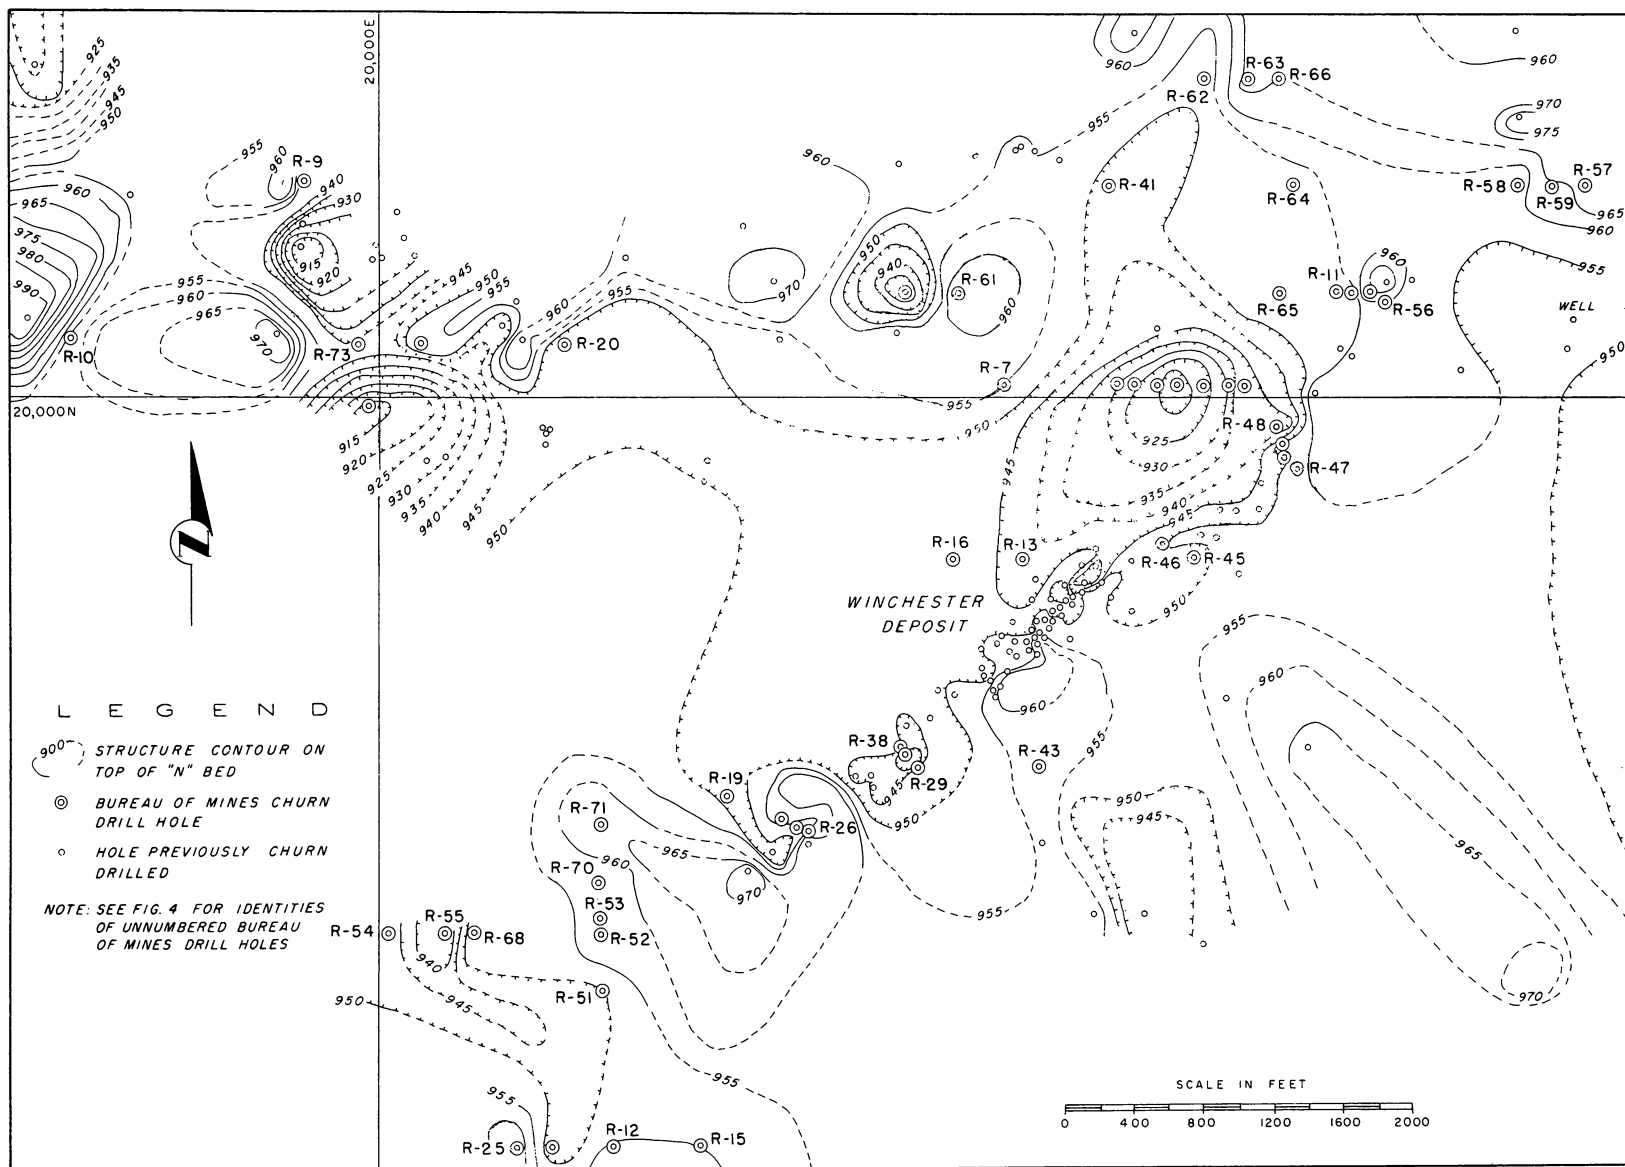 925
935
945
950
20,000E
960
R-63
R-66
R-62
960
970
975
955
955
960
R-9
940
930
960
R-41
R-64
R-58
R-57
R-59
965
960
960
965
975
980
990
915
920
945
950
955
950
940
970
R-61
960
960
R-11
R-56
R-65
955
WELL
955
960
965
970
R-10
R-73
960
955
R-20
R-7
950
20,000N
955
950
915
920
925
930
935
940
945
950
945
925
930
935
940
945
R-48
R-47
R-16
R-13
R-46
R-45
950
WINCHESTER
DEPOSIT
955
960
960
955
LEGEND
900
STRUCTURE CONTOUR ON
TOP OF "N" BED
BUREAU OF MINES CHURN
DRILL HOLE
HOLE PREVIOUSLY CHURN
DRILLED
NOTE: SEE FIG. 4 FOR IDENTITIES
OF UNNUMBERED BUREAU
OF MINES DRILL HOLES
R-38
R-29
945
950
R-43
950
945
965
970
R-19
R-26
R-71
960
965
970
R-70
R-53
R-52
955
R-54
R-55
R-68
940
945
950
R-51
955
955
R-25
R-12
R-15
SCALE IN FEET
0 400 800 1200 1600 2000